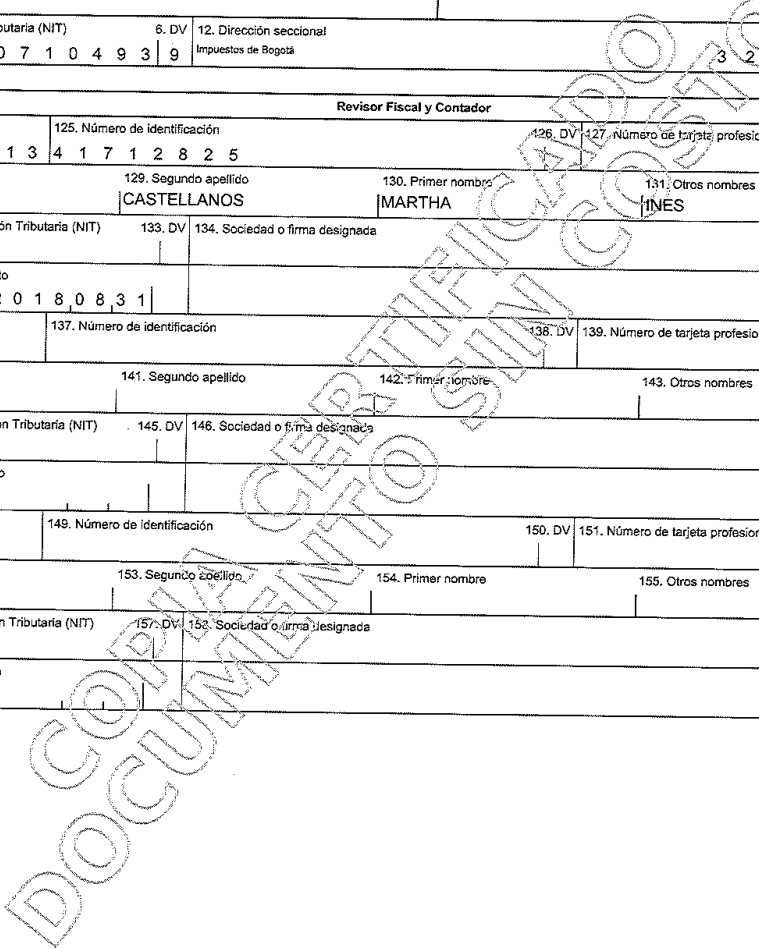 butaria (NIT) 6. DV 12. Dirección seccional
0 7 1 0 4 9 3 9 Impuestos de Bogotá 3 2
Revisor Fiscal y Contador
125. Número de identificación 126. DV 127. Número de tarjeta profesio
1 3 4 1 7 1 2 8 2 5
129. Segundo apellido 130. Primer nombre 131. Otros nombres
CASTELLANOS MARTHA INES
ón Tributaria (NIT) 133. DV 134. Sociedad o firma designada
to
2 0 1 8 0 8 3 1
137. Número de identificación 138. DV 139. Número de tarjeta profesio
141. Segundo apellido 142. Primer nombre 143. Otros nombres
ón Tributaria (NIT) 145. DV 146. Sociedad o firma designada
o
149. Número de identificación 150. DV 151. Número de tarjeta profesion
153. Segundo apellido 154. Primer nombre 155. Otros nombres
n Tributaria (NIT) 157. DV 158. Sociedad o firma designada
COPIA CERTIFICADO
DOCUMENTO SIN COSTO